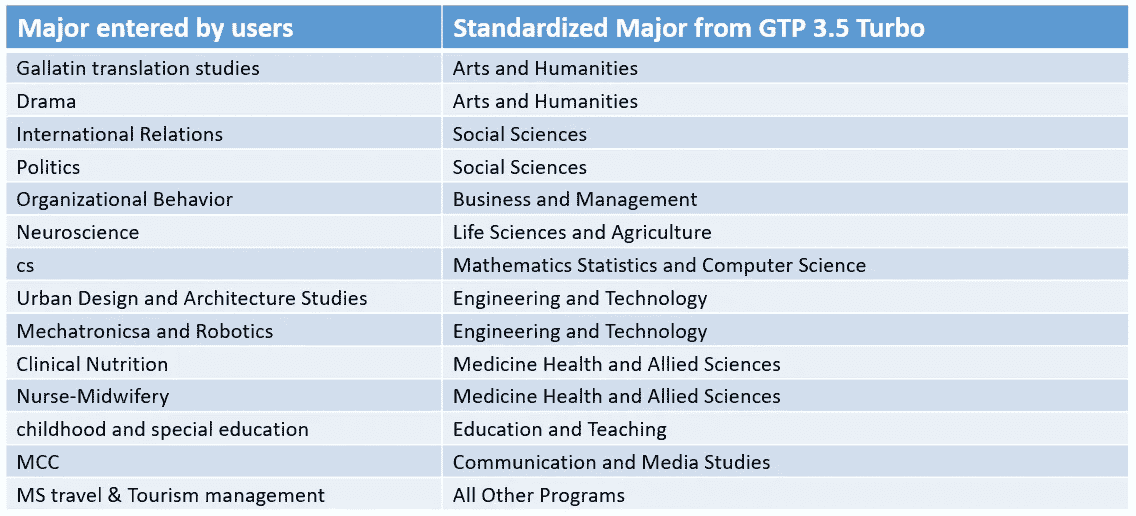 Major entered by users Standardized Major from GTP 3.5 Turbo
Gallatin translation studies Arts and Humanities
Drama Arts and Humanities
International Relations Social Sciences
Politics Social Sciences
Organizational Behavior Business and Management
Neuroscience Life Sciences and Agriculture
cs Mathematics Statistics and Computer Science
Urban Design and Architecture Studies Engineering and Technology
Mechatronicsa and Robotics Engineering and Technology
Clinical Nutrition Medicine Health and Allied Sciences
Nurse-Midwifery Medicine Health and Allied Sciences
childhood and special education Education and Teaching
MCC Communication and Media Studies
MS travel & Tourism management All Other Programs